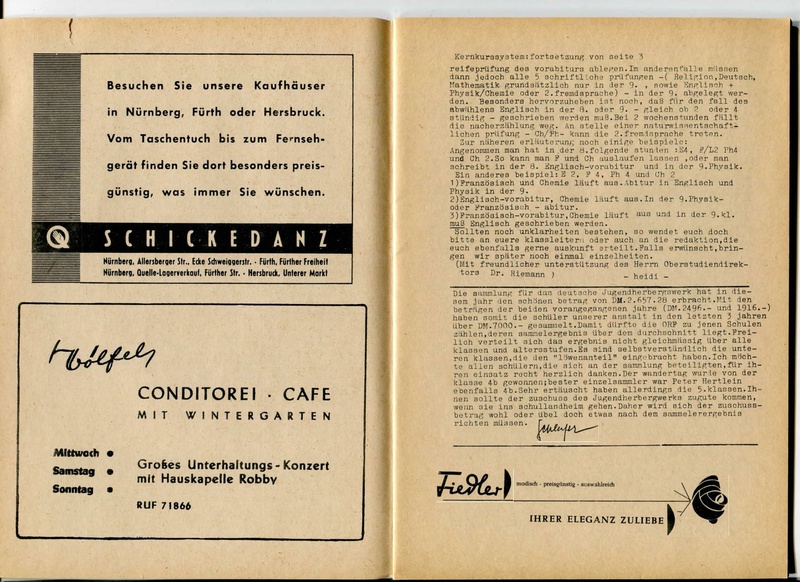 Besuchen Sie unsere Kaufhäuser
in Nürnberg, Fürth oder Hersbruck.
Vom Taschentuch bis zum Fernseh-
gerät finden Sie dort besonders preis-
günstig, was immer Sie wünschen.
Q SCHICKEDANZ
Nürnberg, Allersberger Str., Ecke Schweiggerstr. · Fürth, Fürther Freiheit
Nürnberg, Quelle-Lagerverkauf, Fürther Str. · Hersbruck, Unterer Markt
Wölfels
CONDITOREI · CAFE
MIT WINTERGARTEN
Mittwoch •
Samstag •
Sonntag •
Großes Unterhaltungs-Konzert
mit Hauskapelle Robby
RUF 71866
Kernkurssystem:fortsetzung von seite 3
reifeprüfung des vorabiturs ablegen.In anderenfalle müssen
dann jedoch alle 5 schriftliche prüfungen -( Religion,Deutsch,
Mathematik grundsätzlich nur in der 9. , sowie Englisch +
Physik/Chemie oder 2.fremdsprache) - in der 9. abgelegt wer-
den. Besonders hervorzuheben ist noch, daß für den fall des
abwählens Englisch in der 8. oder 9. - gleich ob 2 oder 4
stündig - geschrieben werden muß.Bei 2 wochenstunden fällt
die nacherzählung weg. An stelle einer naturwissenschaft-
lichen prüfung - Ch/Ph- kann die 2.fremdsprache treten.
Zur näheren erläuterung noch einige beispiele:
Angenommen man hat in der 8.folgende stunden :E4, F/L2 Ph4
und Ch 2.So kann man F und Ch auslaufen lassen ,oder man
schreibt in der 8. Englisch-vorabitur und in der 9.Physik.
Ein anderes beispiel: E 2, F 4, Ph 4 und Ch 2
1)Französisch und Chemie läuft aus.Abitur in Englisch und
Physik in der 9.
2)Englisch-vorabitur, Chemie läuft aus.In der 9.Physik-
oder Französisch - abitur.
3)Französisch-vorabitur,Chemie läuft aus und in der 9.kl.
muß Englisch geschrieben werden.
Sollten noch unklarheiten bestehen, so wendet euch doch
bitte an eure klassleitern oder auch an die redaktion,die
euch ebenfalls gerne auskunft erteilt.Falls erwünscht,brin-
gen wir später noch einmal einzelheiten.
(Mit freundlicher unterstützung des Herrn Oberstudiendirek-
tors Dr. Riemann ) - heidi -
Die sammlung für das deutsche Jugendherbergswerk hat in die-
sem jahr den schönen betrag von DM.2.657.28 erbracht.Mit den
beträgen der beiden vorangegangenen jahre (DM.2496.- und 1916.-)
haben somit die schüler unserer anstalt in den letzten 3 jahren
über DM.7000.- gesammelt.Damit dürfte die ORP zu jenen Schulen
zählen,deren sammelergebnis über dem durchschnitt liegt.Frei-
lich verteilt sich das ergebnis nicht gleichmässig über alle
klassen und altersstufen.Es sind selbstverständlich die unte-
ren klassen,die den "löwenanteil" eingebracht haben.Ich möch-
te allen schülern,die sich an der sammlung beteiligten,für ih-
ren einsatz recht herzlich danken.Der wandertag wurde von der
klasse 4b gewonnen;bester einzelsammler war Peter Hertlein
ebenfalls 4b.Sehr ertäuscht haben allerdings die 5.klassen.Ih-
nen sollte der zuschuss des Jugendherbergwerks zugute kommen,
wenn sie ins schullandheim gehen.Daher wird sich der zuschuss-
betrag wohl oder übel doch etwas nach dem sammelerergebnis
richten müssen.
Fiedler
modisch - preisgünstig - auswahlreich
IHRER ELEGANZ ZULIEBE